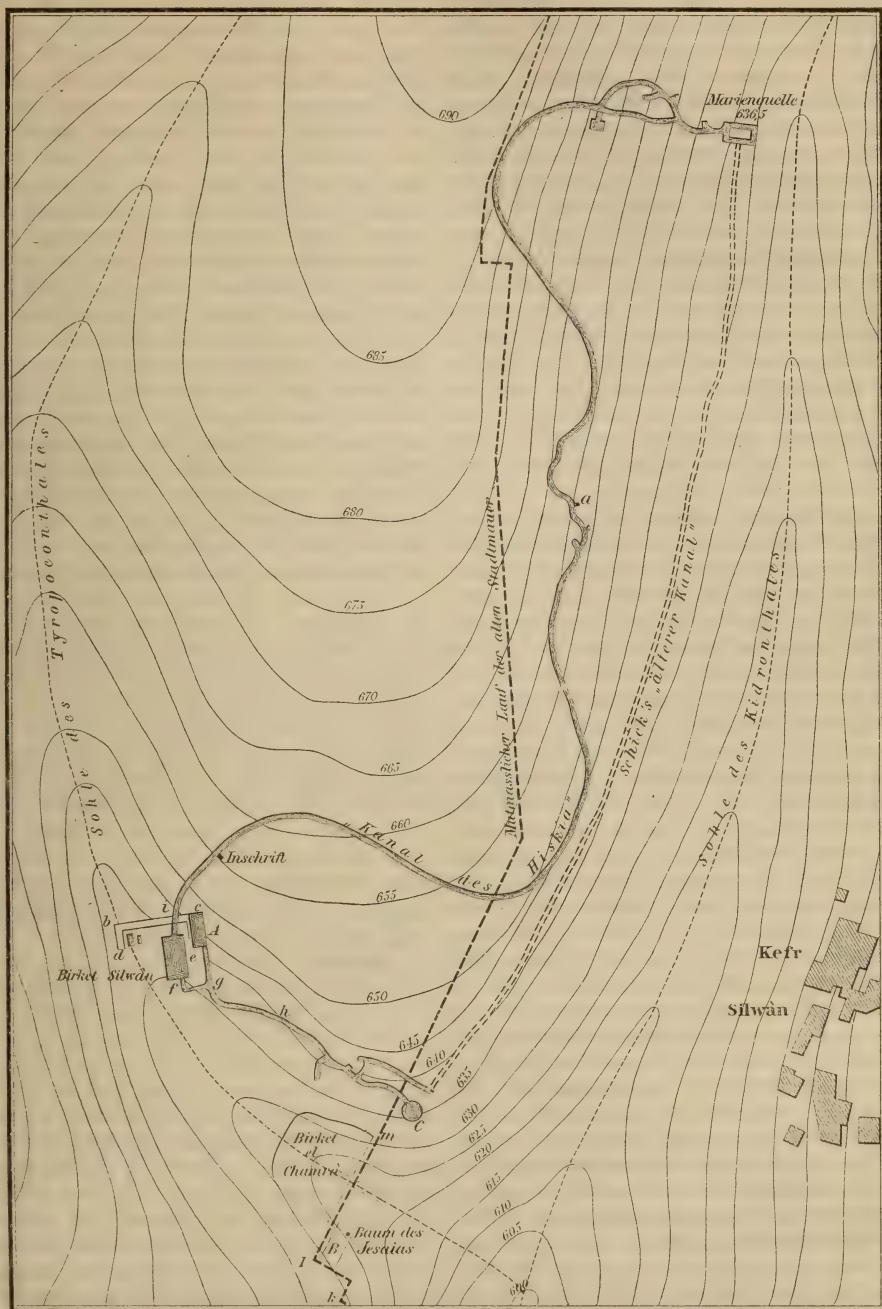 690
Marienquelle
636,5
685
Sohle des Tyropoeonthales
680
a
675
Mutmasslicher Lauf der alten Stadtmauer
Schick's „älterer Kanal“
Sohle des Kidronthales
670
665
660
„Kanal des Hiskia“
Inschrift
655
i
c
b
A
d
e
Birket Silwân
f
g
Kefr
Silwân
650
h
645
640
635
C
630
625
620
m
Birket
el
Chamrâ
615
610
605
Baum des
Jesaias
B
l
k
600